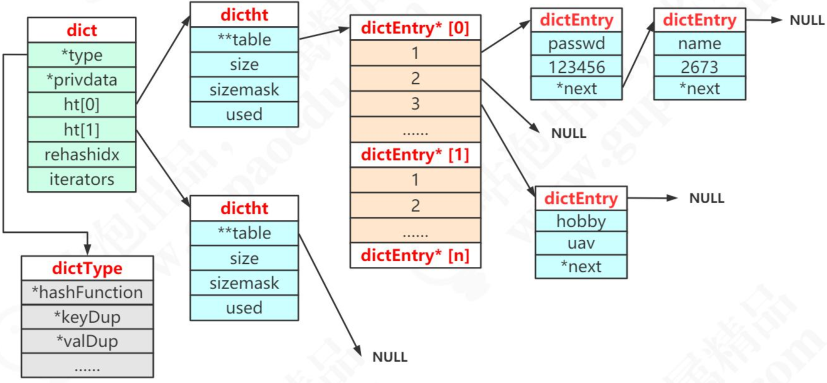 dict
*type
*privdata
ht[0]
ht[1]
rehashidx
iterators
dictType
*hashFunction
*keyDup
*valDup
......
dictht
**table
size
sizemask
used
dictht
**table
size
sizemask
used
NULL
dictEntry* [0]
1
2
3
......
dictEntry* [1]
1
2
......
dictEntry* [n]
dictEntry
passwd
123456
*next
dictEntry
name
2673
*next
NULL
NULL
dictEntry
hobby
uav
*next
NULL